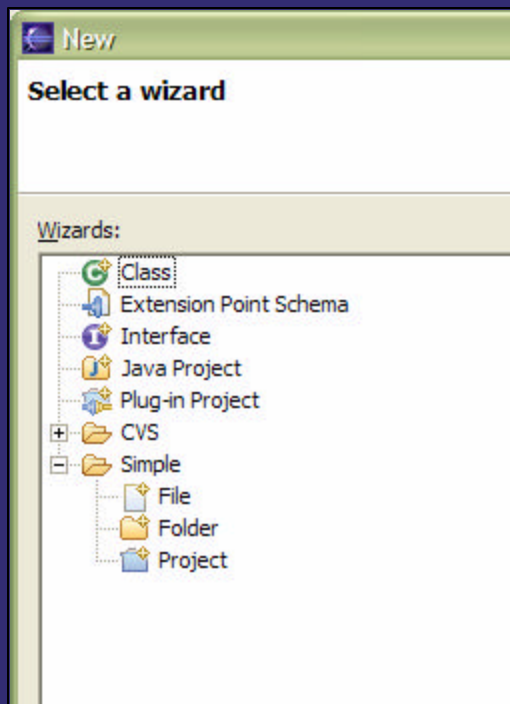 New
Select a wizard
Wizards:
Class
Extension Point Schema
Interface
Java Project
Plug-in Project
CVS
Simple
File
Folder
Project